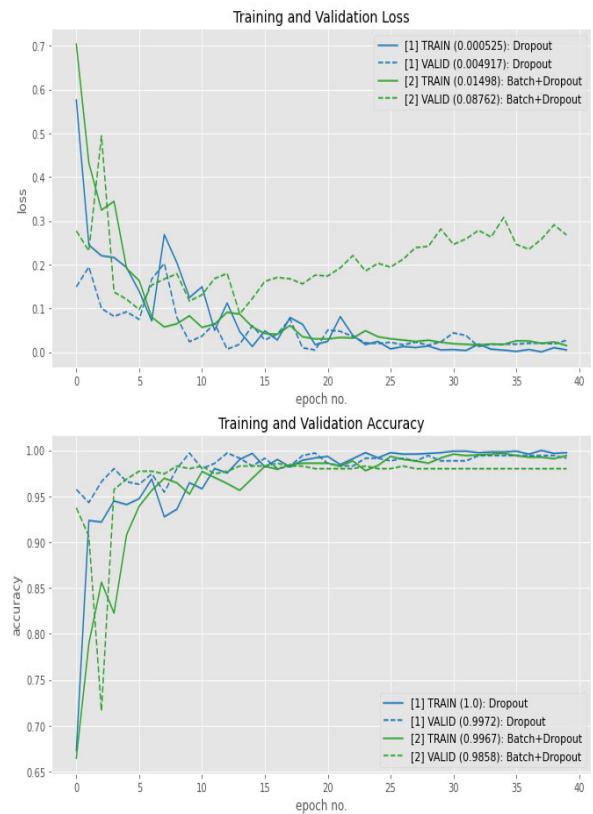 Training and Validation Loss
[1] TRAIN (0.000525): Dropout
[1] VALID (0.004917): Dropout
[2] TRAIN (0.01498): Batch+Dropout
[2] VALID (0.08762): Batch+Dropout
0.7
0.6
0.5
0.4
0.3
0.2
0.1
0.0
loss
0 5 10 15 20 25 30 35 40
epoch no.
Training and Validation Accuracy
1.00
0.95
0.90
0.85
0.80
0.75
0.70
0.65
accuracy
[1] TRAIN (1.0): Dropout
[1] VALID (0.9972): Dropout
[2] TRAIN (0.9967): Batch+Dropout
[2] VALID (0.9858): Batch+Dropout
0 5 10 15 20 25 30 35 40
epoch no.